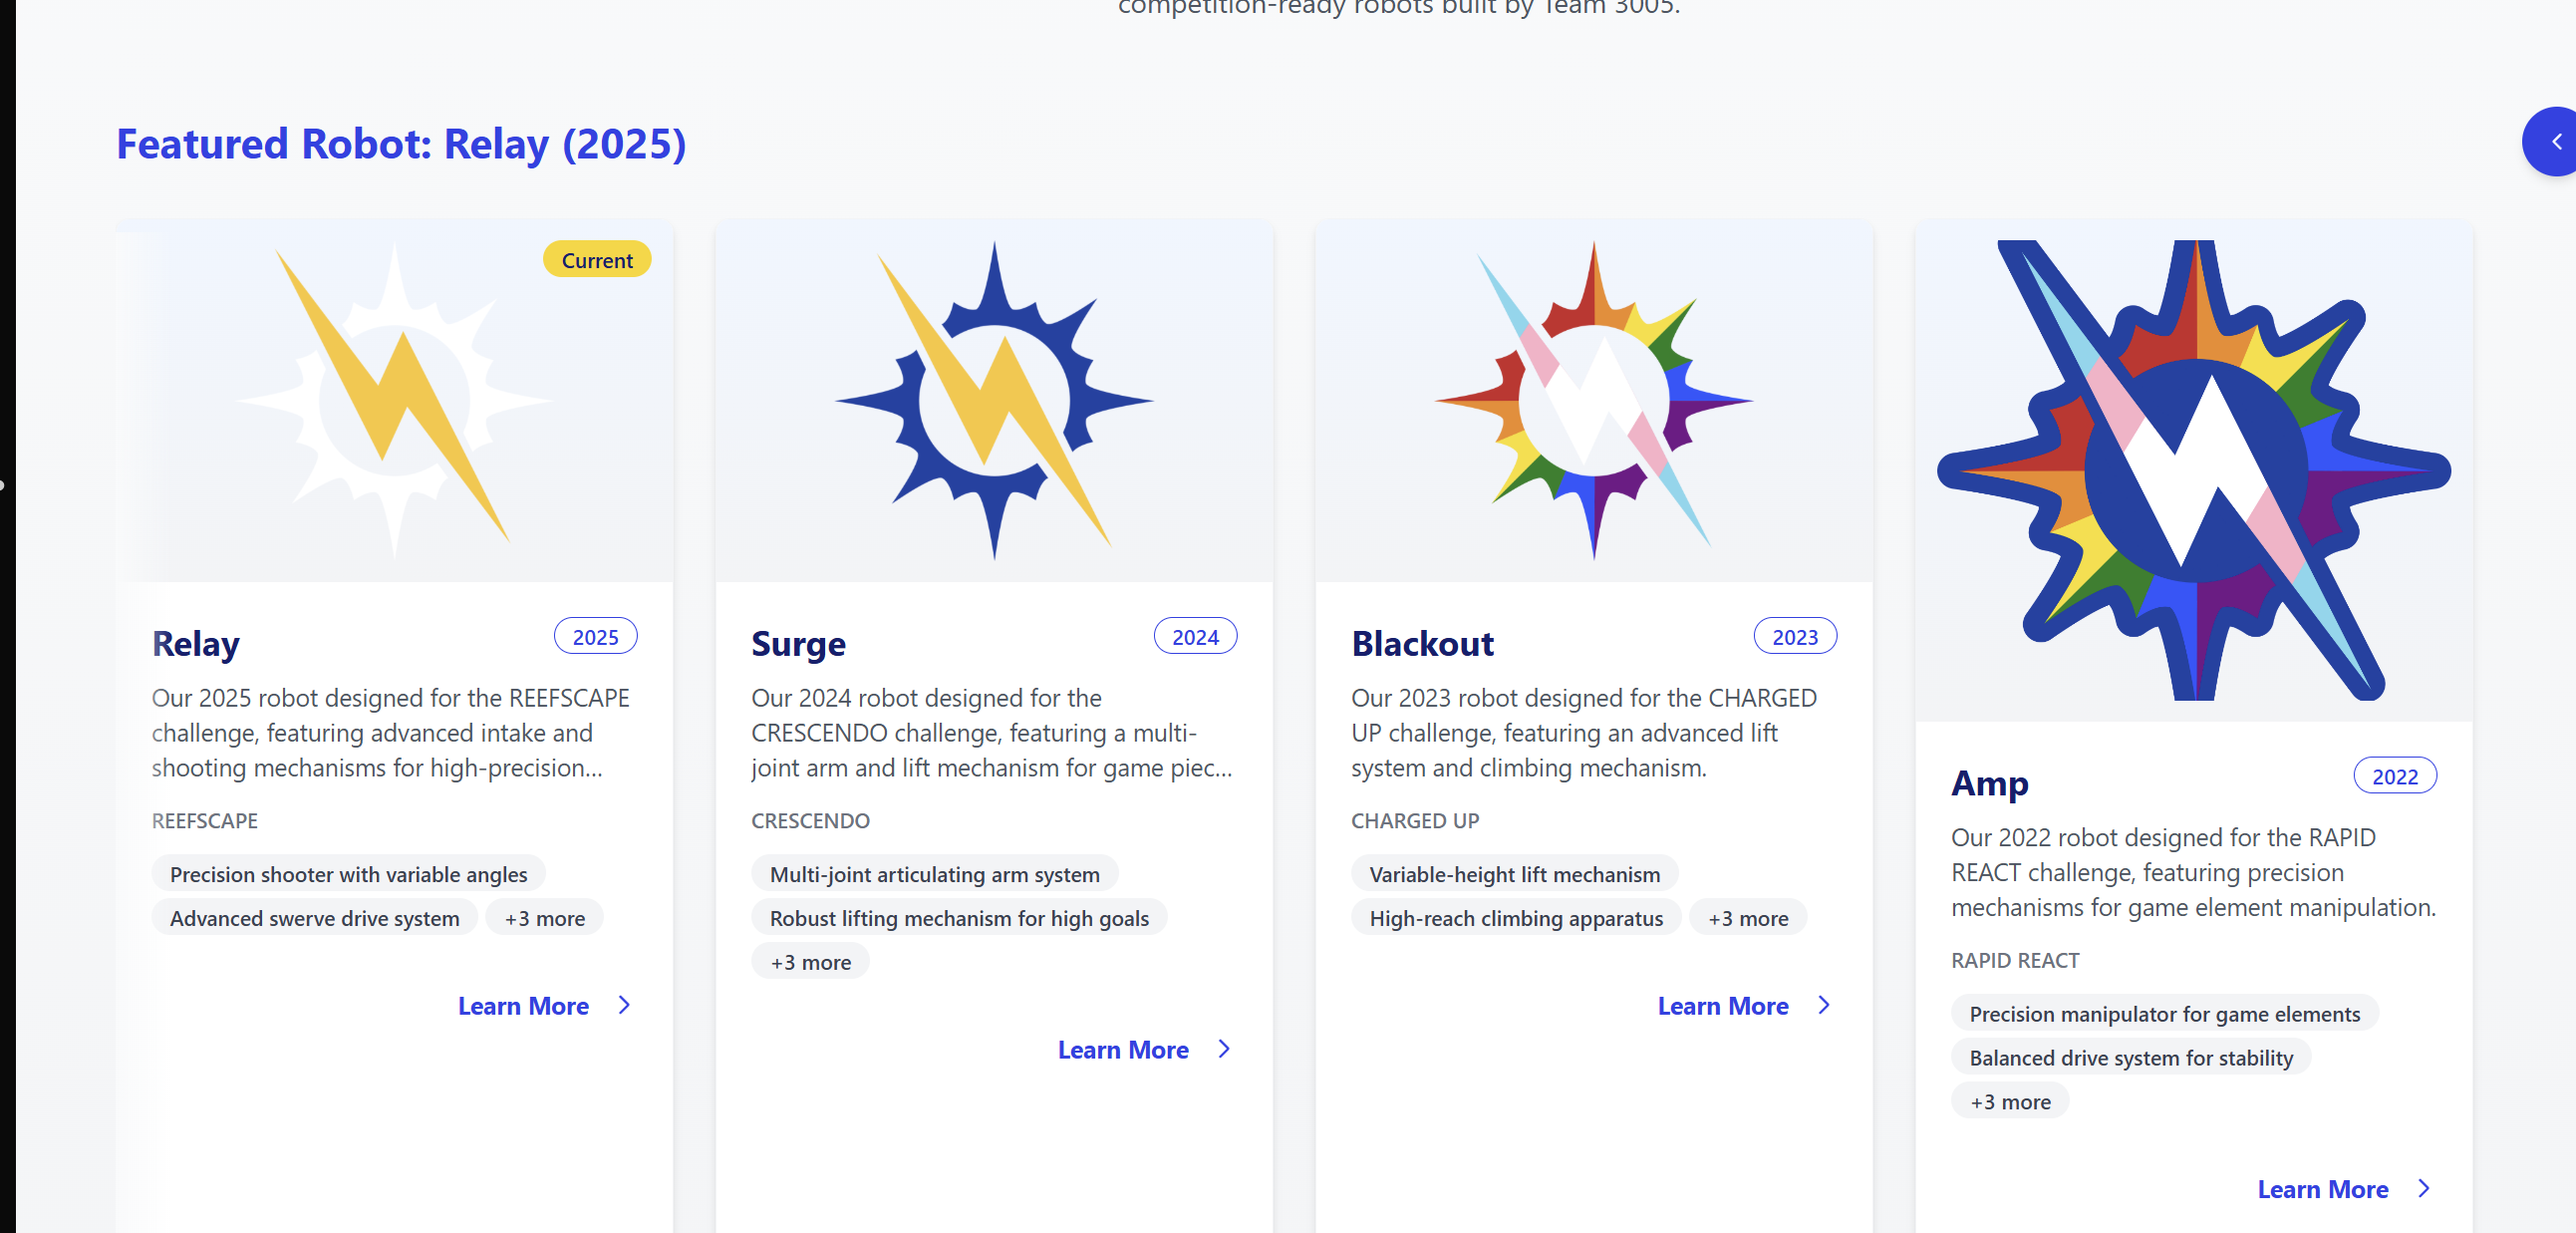 competition-ready robots built by Team 3005.
Featured Robot: Relay (2025)
Current
Relay
2025
Our 2025 robot designed for the REEFSCAPE
challenge, featuring advanced intake and
shooting mechanisms for high-precision...
REEFSCAPE
Precision shooter with variable angles
Advanced swerve drive system
+3 more
Learn More
Surge
2024
Our 2024 robot designed for the
CRESCENDO challenge, featuring a multi-
joint arm and lift mechanism for game piec...
CRESCENDO
Multi-joint articulating arm system
Robust lifting mechanism for high goals
+3 more
Learn More
Blackout
2023
Our 2023 robot designed for the CHARGED
UP challenge, featuring an advanced lift
system and climbing mechanism.
CHARGED UP
Variable-height lift mechanism
High-reach climbing apparatus
+3 more
Learn More
Amp
2022
Our 2022 robot designed for the RAPID
REACT challenge, featuring precision
mechanisms for game element manipulation.
RAPID REACT
Precision manipulator for game elements
Balanced drive system for stability
+3 more
Learn More